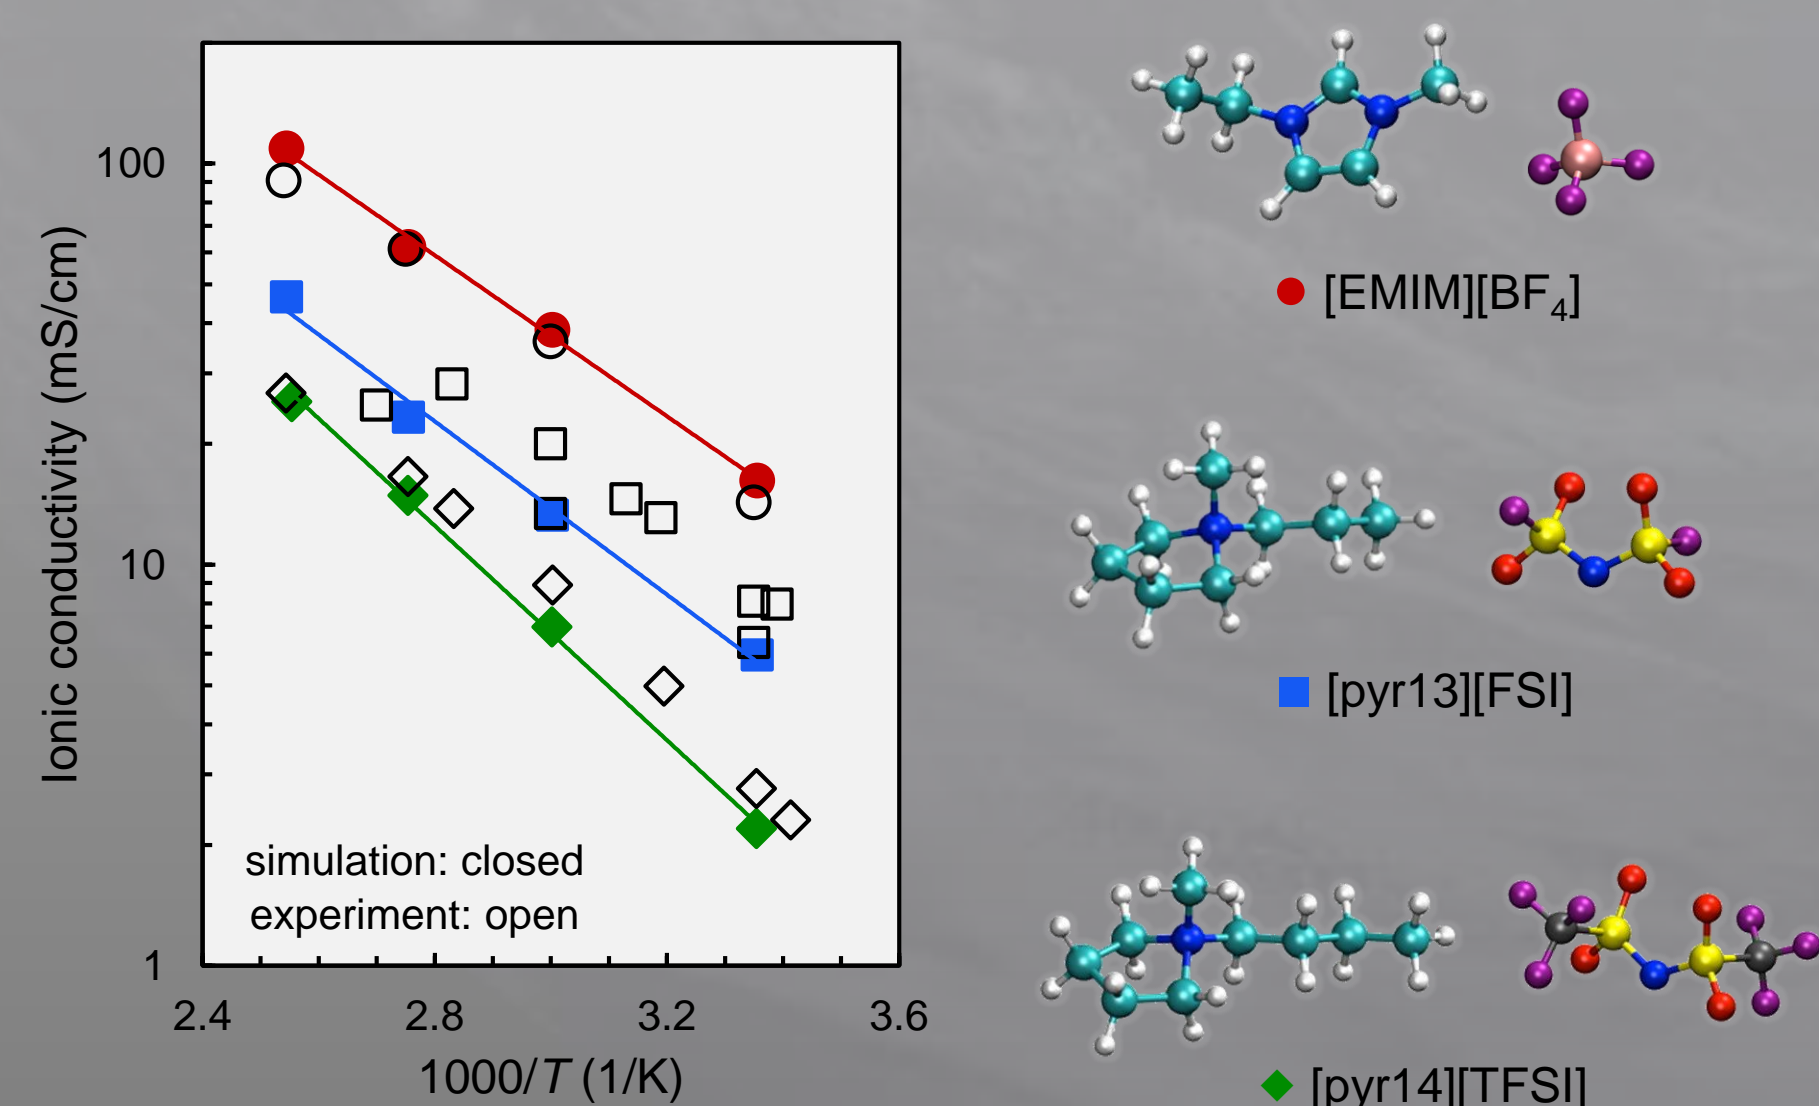 Ionic conductivity (mS/cm)
100
10
1
simulation: closed
experiment: open
2.4 2.8 3.2 3.6
1000/T (1/K)
[EMIM][BF4]
[pyr13][FSI]
[pyr14][TFSI]